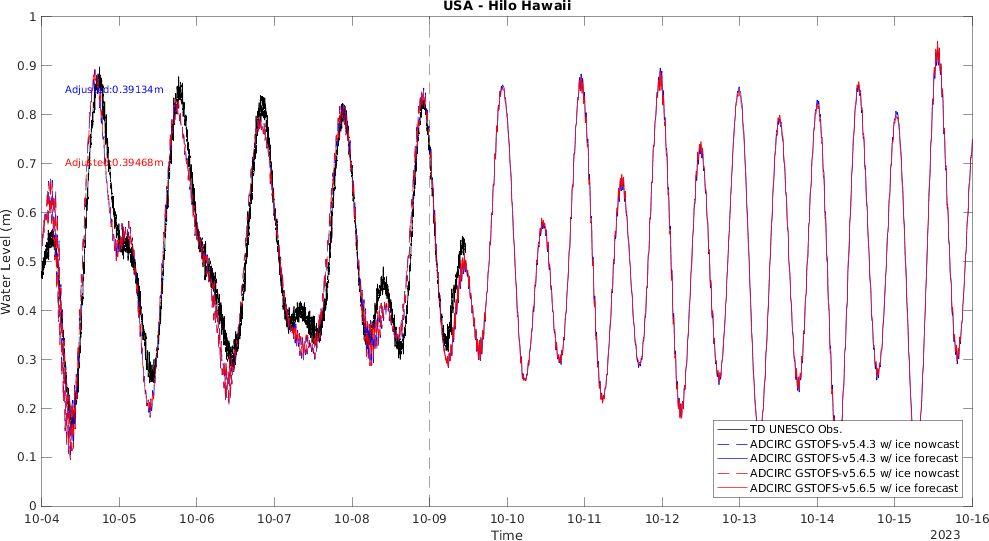 USA - Hilo Hawaii
1
0.9
0.8
0.7
0.6
0.5
0.4
0.3
0.2
0.1
0
Water Level (m)
Adjusted:0.39134m
Adjusted:0.39468m
TD UNESCO Obs.
ADCIRC GSTOFS-v5.4.3 w/ ice nowcast
ADCIRC GSTOFS-v5.4.3 w/ ice forecast
ADCIRC GSTOFS-v5.6.5 w/ ice nowcast
ADCIRC GSTOFS-v5.6.5 w/ ice forecast
10-04 10-05 10-06 10-07 10-08 10-09 10-10 10-11 10-12 10-13 10-14 10-15 10-16
Time
2023